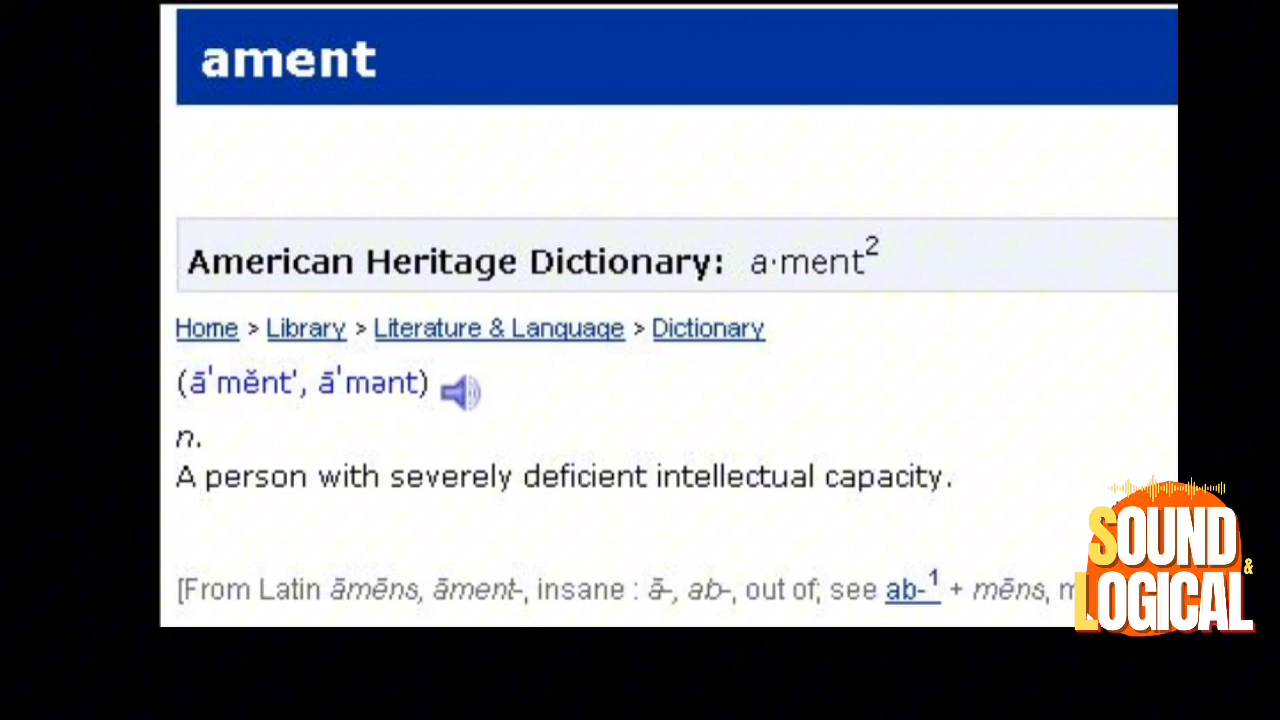 ament
American Heritage Dictionary: a·ment²
Home > Library > Literature & Language > Dictionary
(ā'mĕnt', ā'mənt)
n.
A person with severely deficient intellectual capacity.
[From Latin āmēns, āment-, insane : ā-, ab-, out of; see ab-¹ + mēns,
SOUND &
LOGICAL